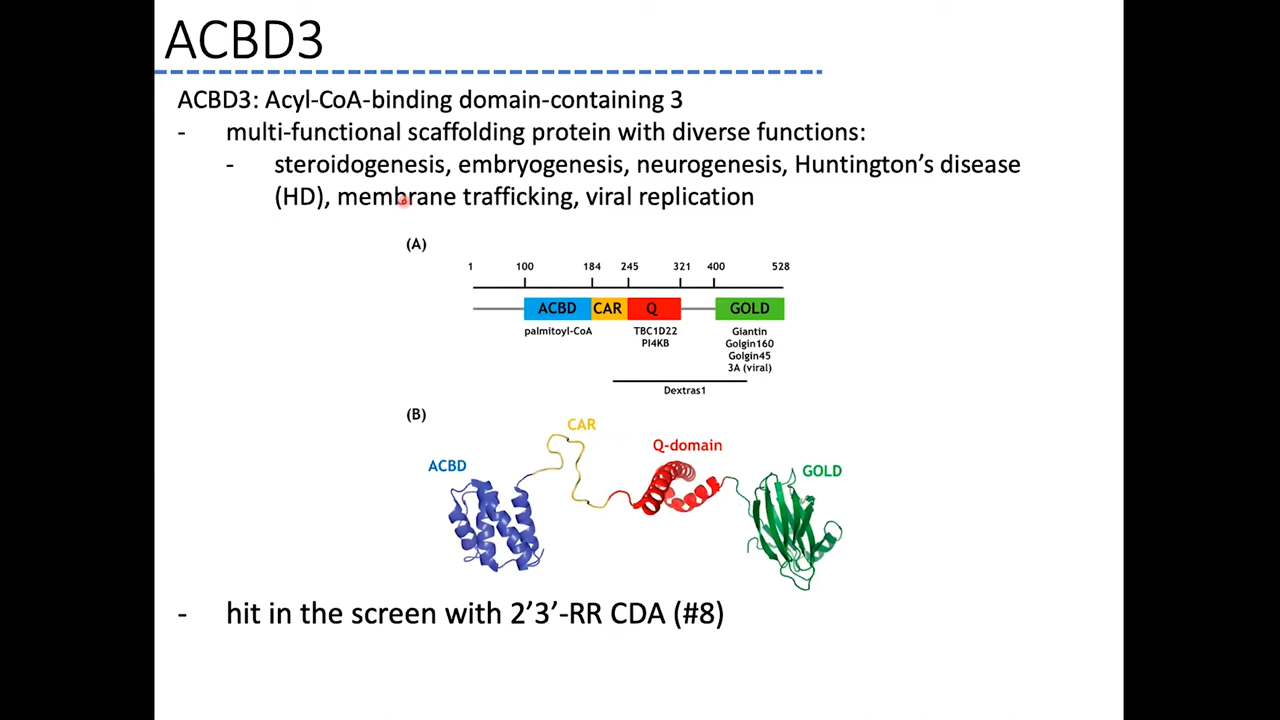 ACBD3
ACBD3: Acyl-CoA-binding domain-containing 3
- multi-functional scaffolding protein with diverse functions:
- steroidogenesis, embryogenesis, neurogenesis, Huntington’s disease
(HD), membrane trafficking, viral replication
(A)
1 100 184 245 321 400 528
ACBD CAR Q GOLD
palmitoyl-CoA TBC1D22 Giantin
PI4KB Golgin160
Golgin45
3A (viral)
Dextras1
(B)
CAR
Q-domain
ACBD GOLD
- hit in the screen with 2’3’-RR CDA (#8)